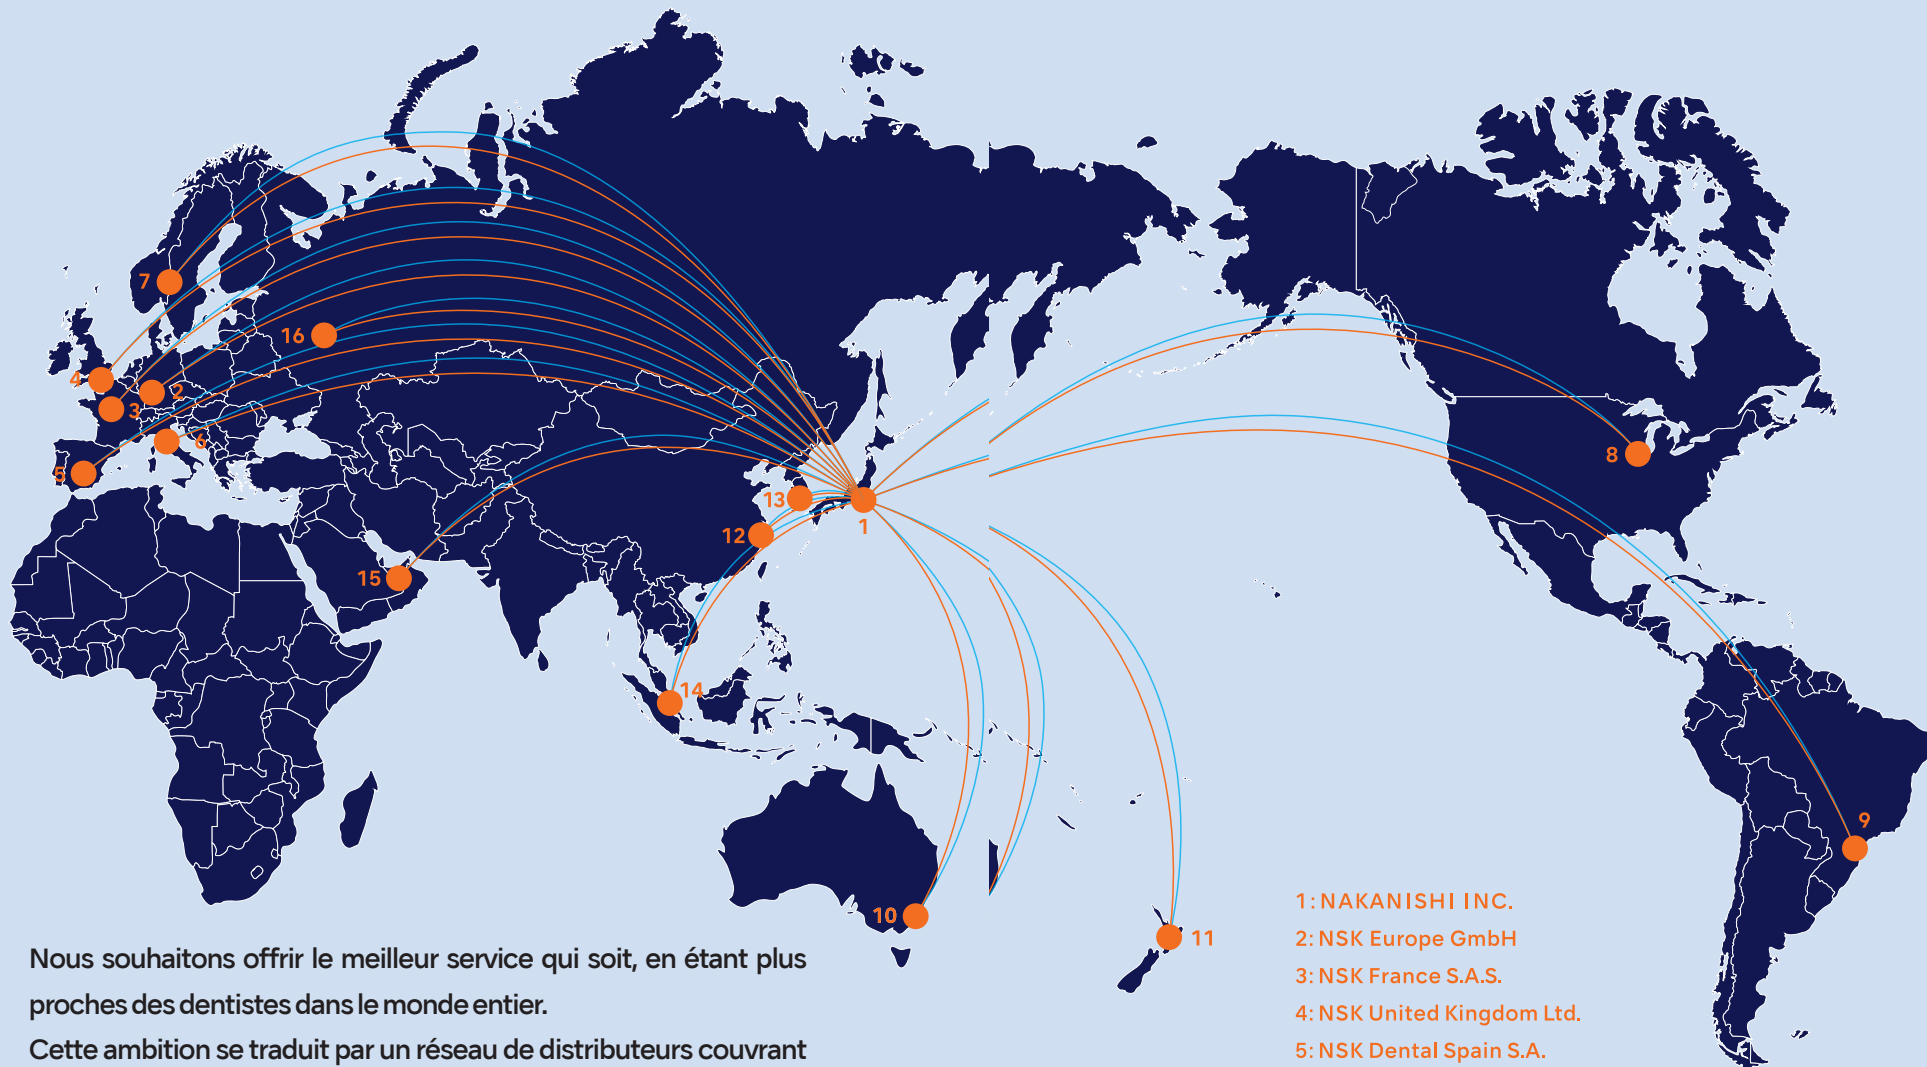 7
16
4
2
3
6
5
8
13
1
12
15
14
9
10
11
Nous souhaitons offrir le meilleur service qui soit, en étant plus
proches des dentistes dans le monde entier.
Cette ambition se traduit par un réseau de distributeurs couvrant
1: NAKANISHI INC.
2: NSK Europe GmbH
3: NSK France S.A.S.
4: NSK United Kingdom Ltd.
5: NSK Dental Spain S.A.